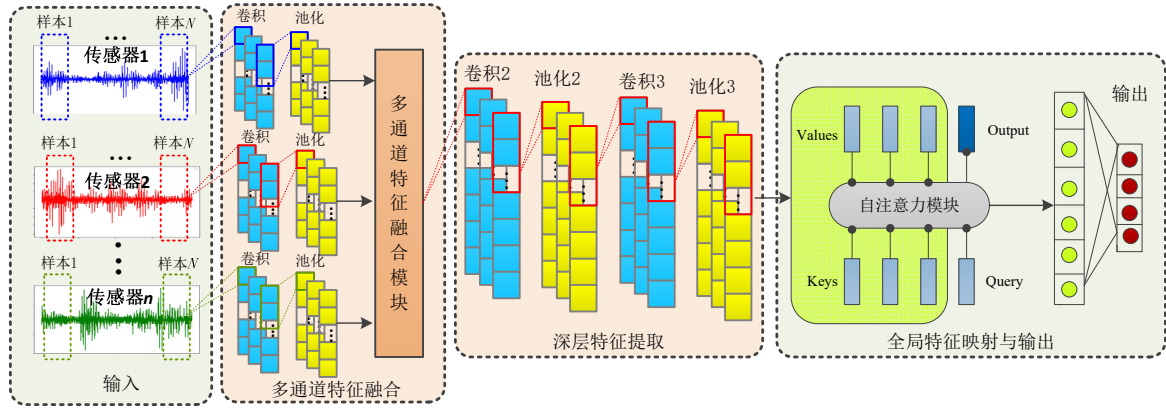 样本1
...
样本N
传感器1
样本1
...
样本N
传感器2
样本1
样本N
传感器n
输入
卷积
池化
卷积
池化
卷积
池化
多通道特征融合模块
多通道特征融合
卷积2
池化2
卷积3
池化3
深层特征提取
Values
Output
自注意力模块
Keys
Query
输出
全局特征映射与输出